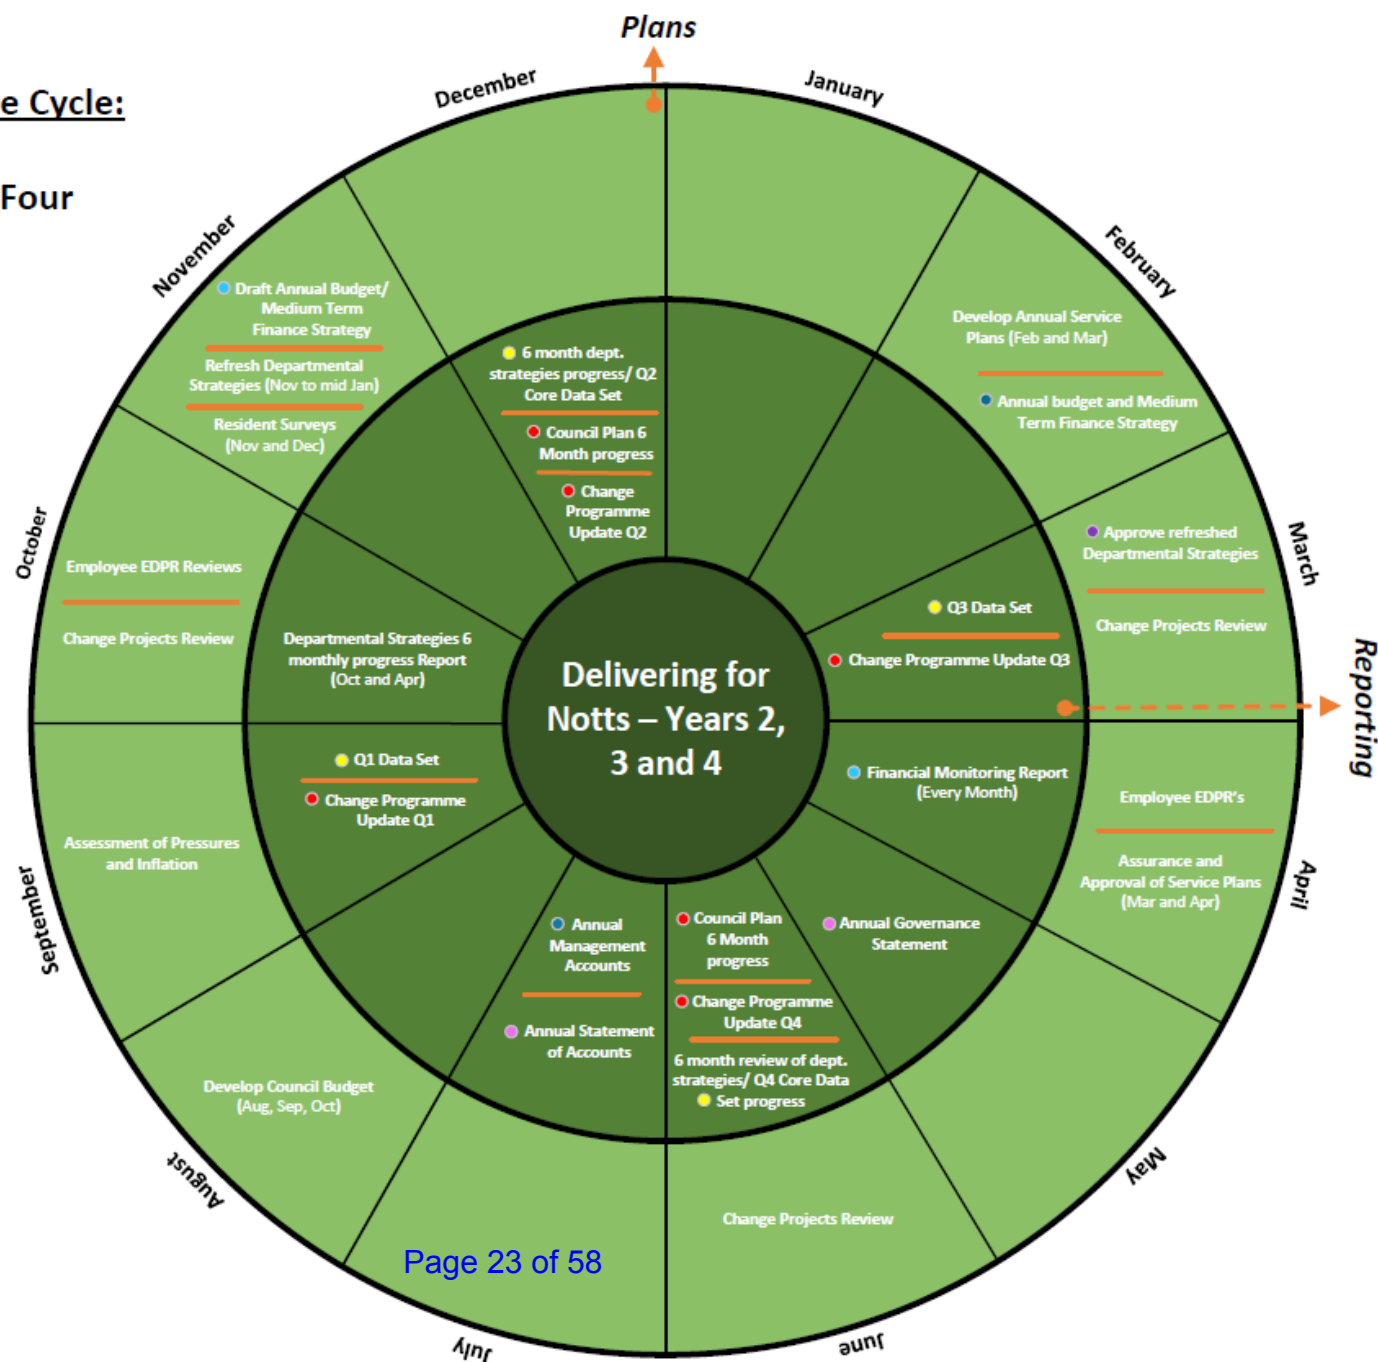 Plans
e Cycle:
Four
January
February
March
April
May
June
July
August
September
October
November
December
Reporting
Develop Annual Service
Plans (Feb and Mar)
Annual budget and Medium
Term Finance Strategy
Approve refreshed
Departmental Strategies
Change Projects Review
Employee EDPR's
Assurance and
Approval of Service Plans
(Mar and Apr)
Change Projects Review
Develop Council Budget
(Aug, Sep, Oct)
Assessment of Pressures
and Inflation
Employee EDPR Reviews
Change Projects Review
Draft Annual Budget/
Medium Term
Finance Strategy
Refresh Departmental
Strategies (Nov to mid Jan)
Resident Surveys
(Nov and Dec)
6 month dept.
strategies progress/ Q2
Core Data Set
Council Plan 6
Month progress
Change
Programme
Update Q2
Q3 Data Set
Change Programme Update Q3
Financial Monitoring Report
(Every Month)
Annual Governance
Statement
Council Plan
6 Month
progress
Change Programme
Update Q4
6 month review of dept.
strategies/ Q4 Core Data
Set progress
Annual
Management
Accounts
Annual Statement
of Accounts
Q1 Data Set
Change Programme
Update Q1
Departmental Strategies 6
monthly progress Report
(Oct and Apr)
Delivering for
Notts – Years 2,
3 and 4
Page 23 of 58